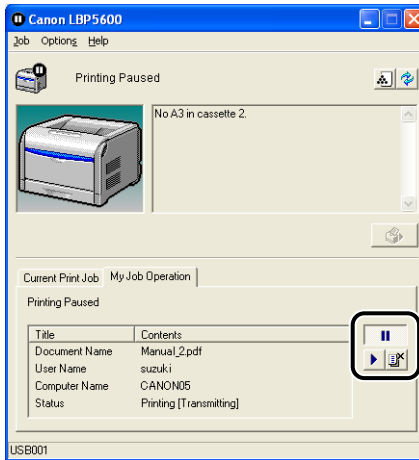 Canon LBP5600
Job Options Help
Printing Paused
No A3 in cassette 2.
Current Print Job My Job Operation
Printing Paused
Title Contents
Document Name Manual_2.pdf
User Name suzuki
Computer Name CANON05
Status Printing [Transmitting]
USB001